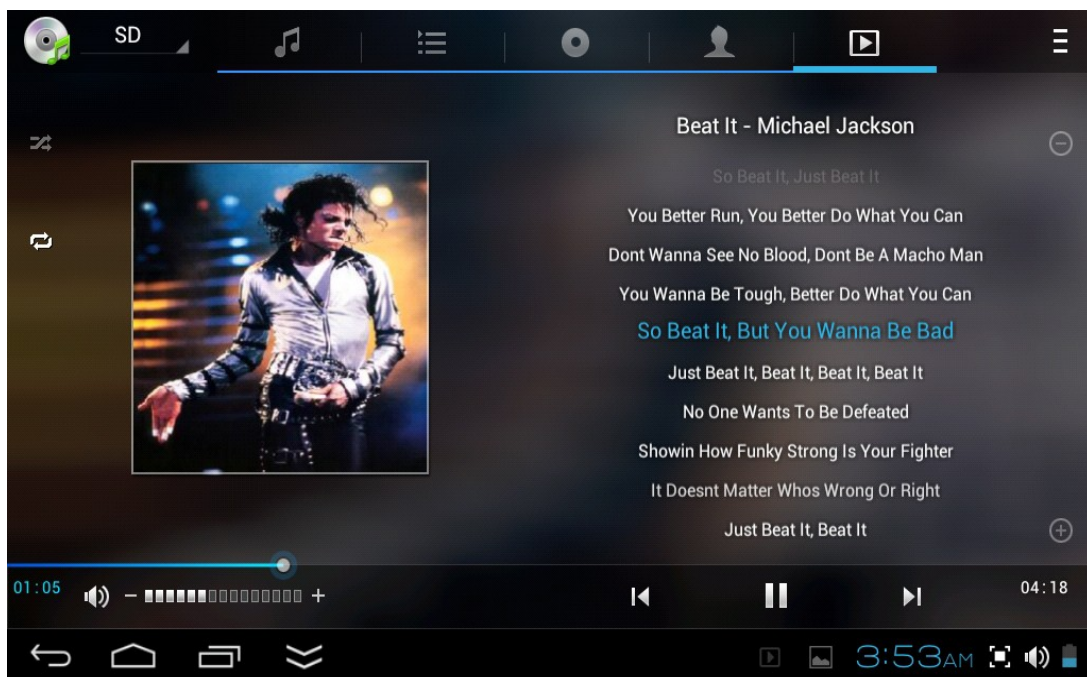 SD
Beat It - Michael Jackson
So Beat It, Just Beat It
You Better Run, You Better Do What You Can
Dont Wanna See No Blood, Dont Be A Macho Man
You Wanna Be Tough, Better Do What You Can
So Beat It, But You Wanna Be Bad
Just Beat It, Beat It, Beat It, Beat It
No One Wants To Be Defeated
Showin How Funky Strong Is Your Fighter
It Doesnt Matter Whos Wrong Or Right
Just Beat It, Beat It
01:05
04:18
3:53AM